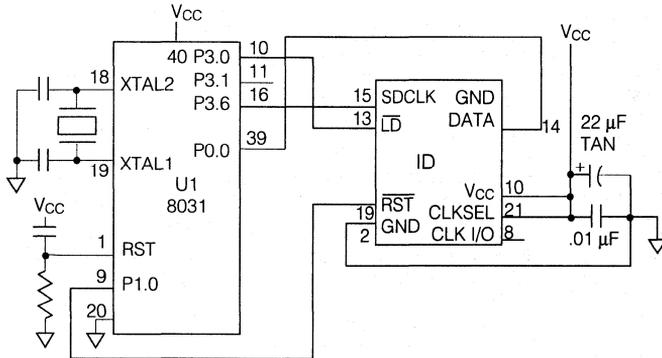 VCC
40 P3.0 10
P3.1 11
P3.6 16
18 XTAL2
P0.0 39
19 XTAL1
U1
8031
VCC
1 RST
9 P1.0
20
15 SDCLK GND
13 LD DATA 14
ID
VCC 10
RST
19 CLKSEL 21
2 GND
CLK I/O 8
VCC
22 µF
TAN
+
.01 µF